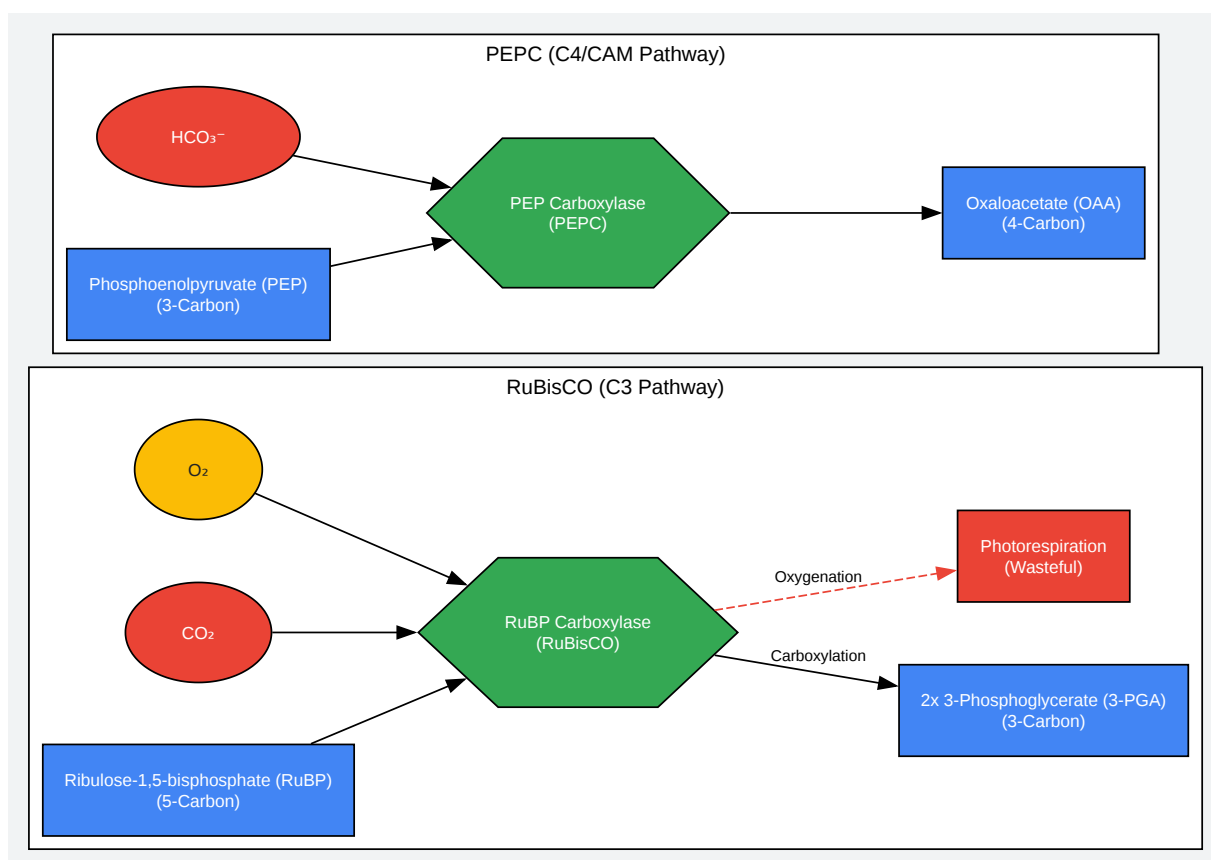 PEPC (C4/CAM Pathway)
HCO₃⁻
PEP Carboxylase
(PEPC)
Oxaloacetate (OAA)
(4-Carbon)
Phosphoenolpyruvate (PEP)
(3-Carbon)
RuBisCO (C3 Pathway)
O₂
CO₂
Ribulose-1,5-bisphosphate (RuBP)
(5-Carbon)
RuBP Carboxylase
(RuBisCO)
Oxygenation
Photorespiration
(Wasteful)
Carboxylation
2x 3-Phosphoglycerate (3-PGA)
(3-Carbon)